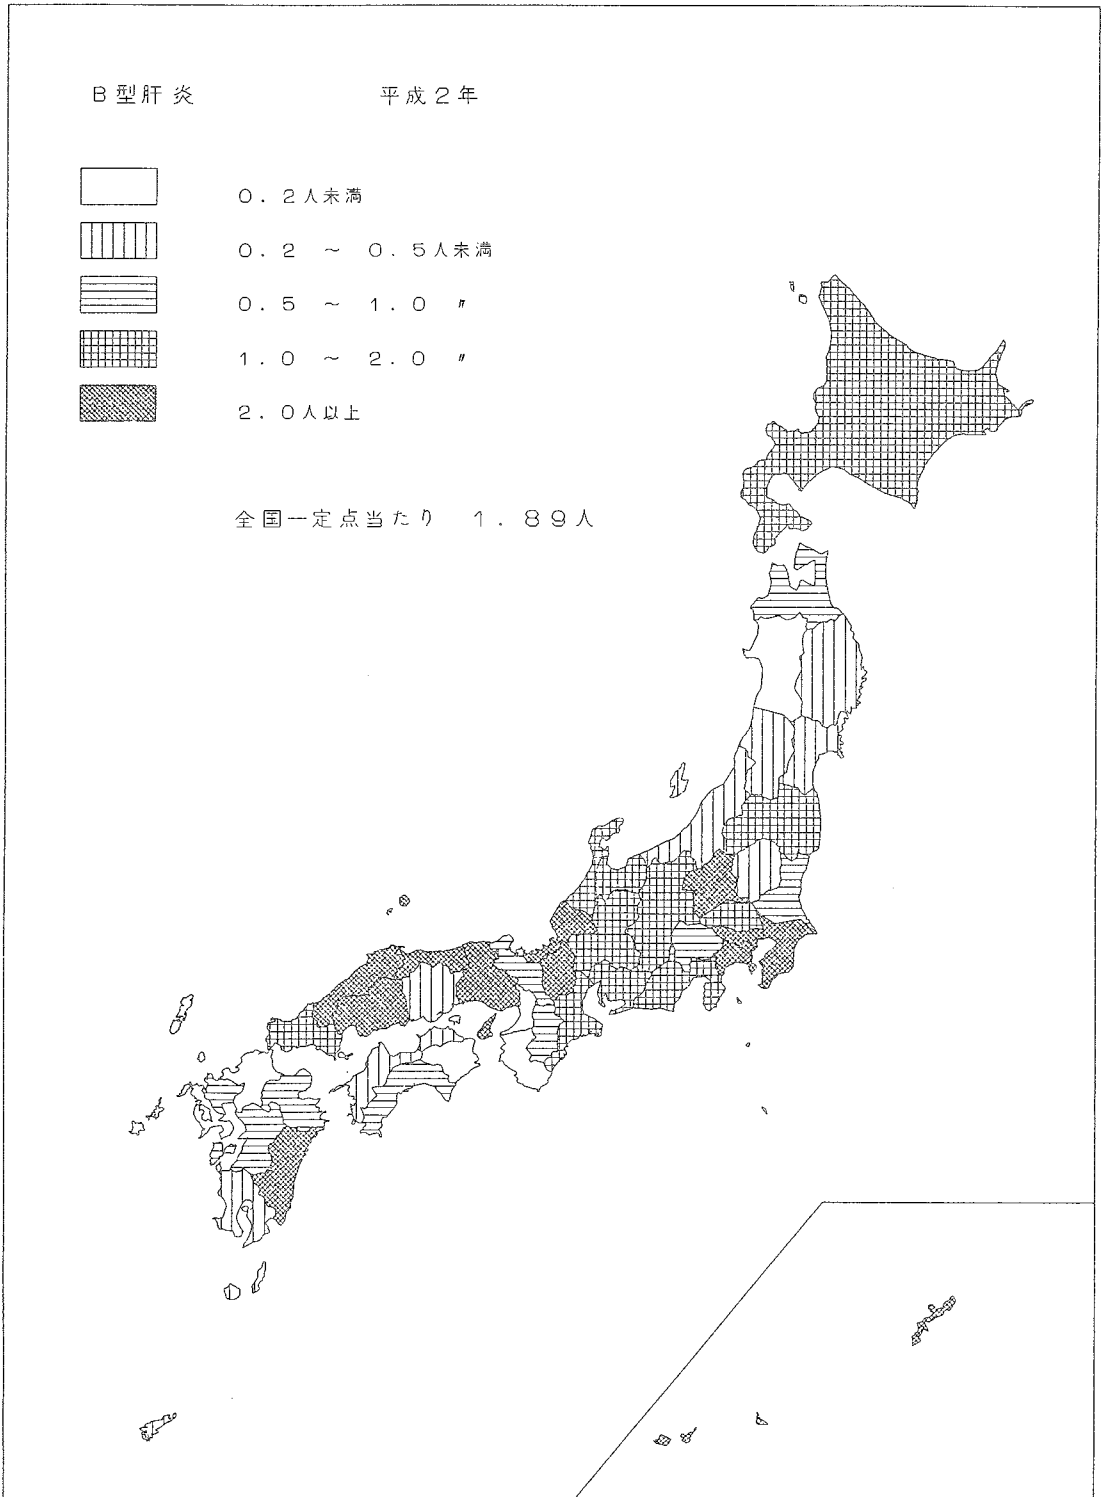 B型肝炎 平成2年
0.2人未満
0.2 ～ 0.5人未満
0.5 ～ 1.0 〃
1.0 ～ 2.0 〃
2.0人以上
全国一定点当たり 1.89人